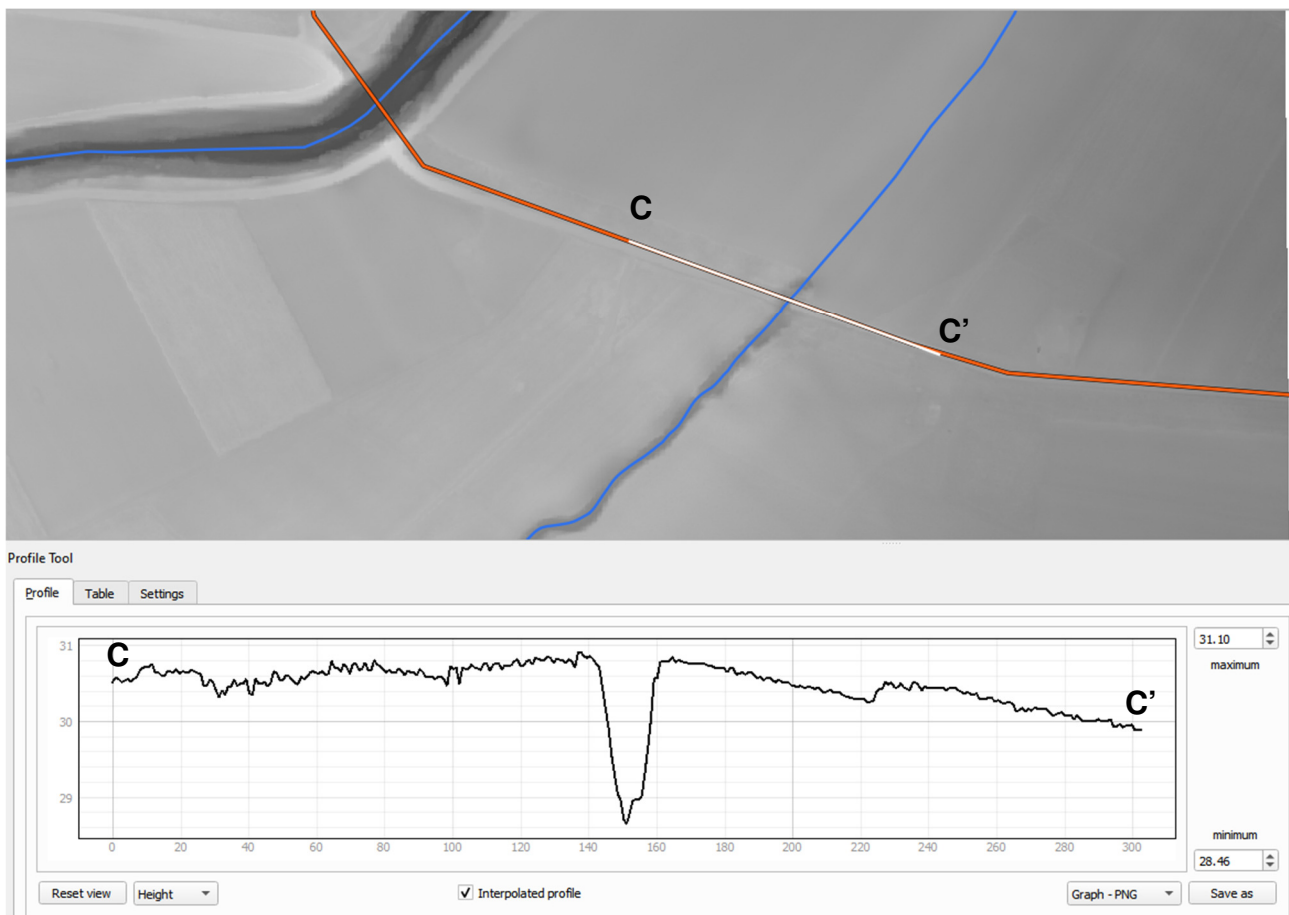 C
C’
Profile Tool
Profile Table Settings
31
30
29
C
C’
0 20 40 60 80 100 120 140 160 180 200 220 240 260 280 300
31.10
maximum
minimum
28.46
Reset view Height Interpolated profile Graph - PNG Save as